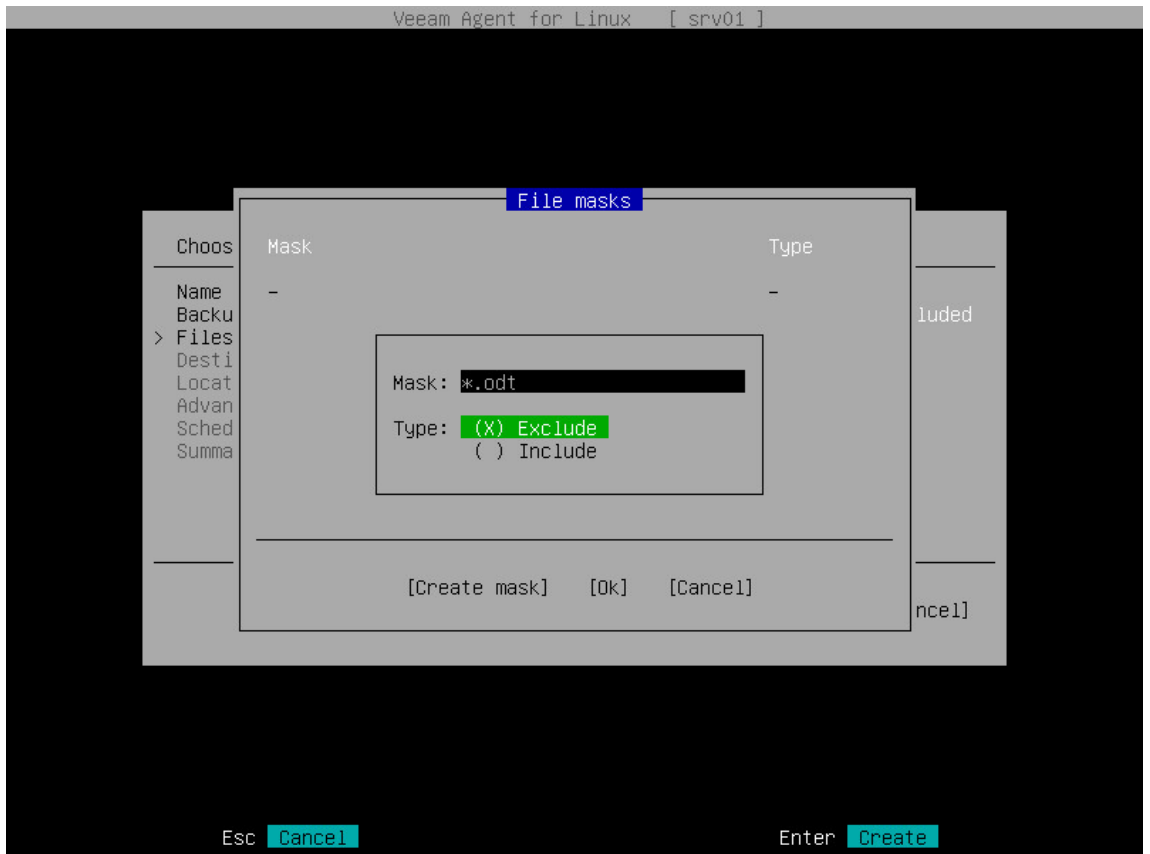 Veeam Agent for Linux [ srv01 ]
File masks
Choos Mask Type
Name - -
Backu luded
> Files
Desti
Locat
Advan
Sched
Summa
Mask: *.odt
Type: (X) Exclude
( ) Include
[Create mask] [Ok] [Cancel]
ncel]
Esc Cancel Enter Create